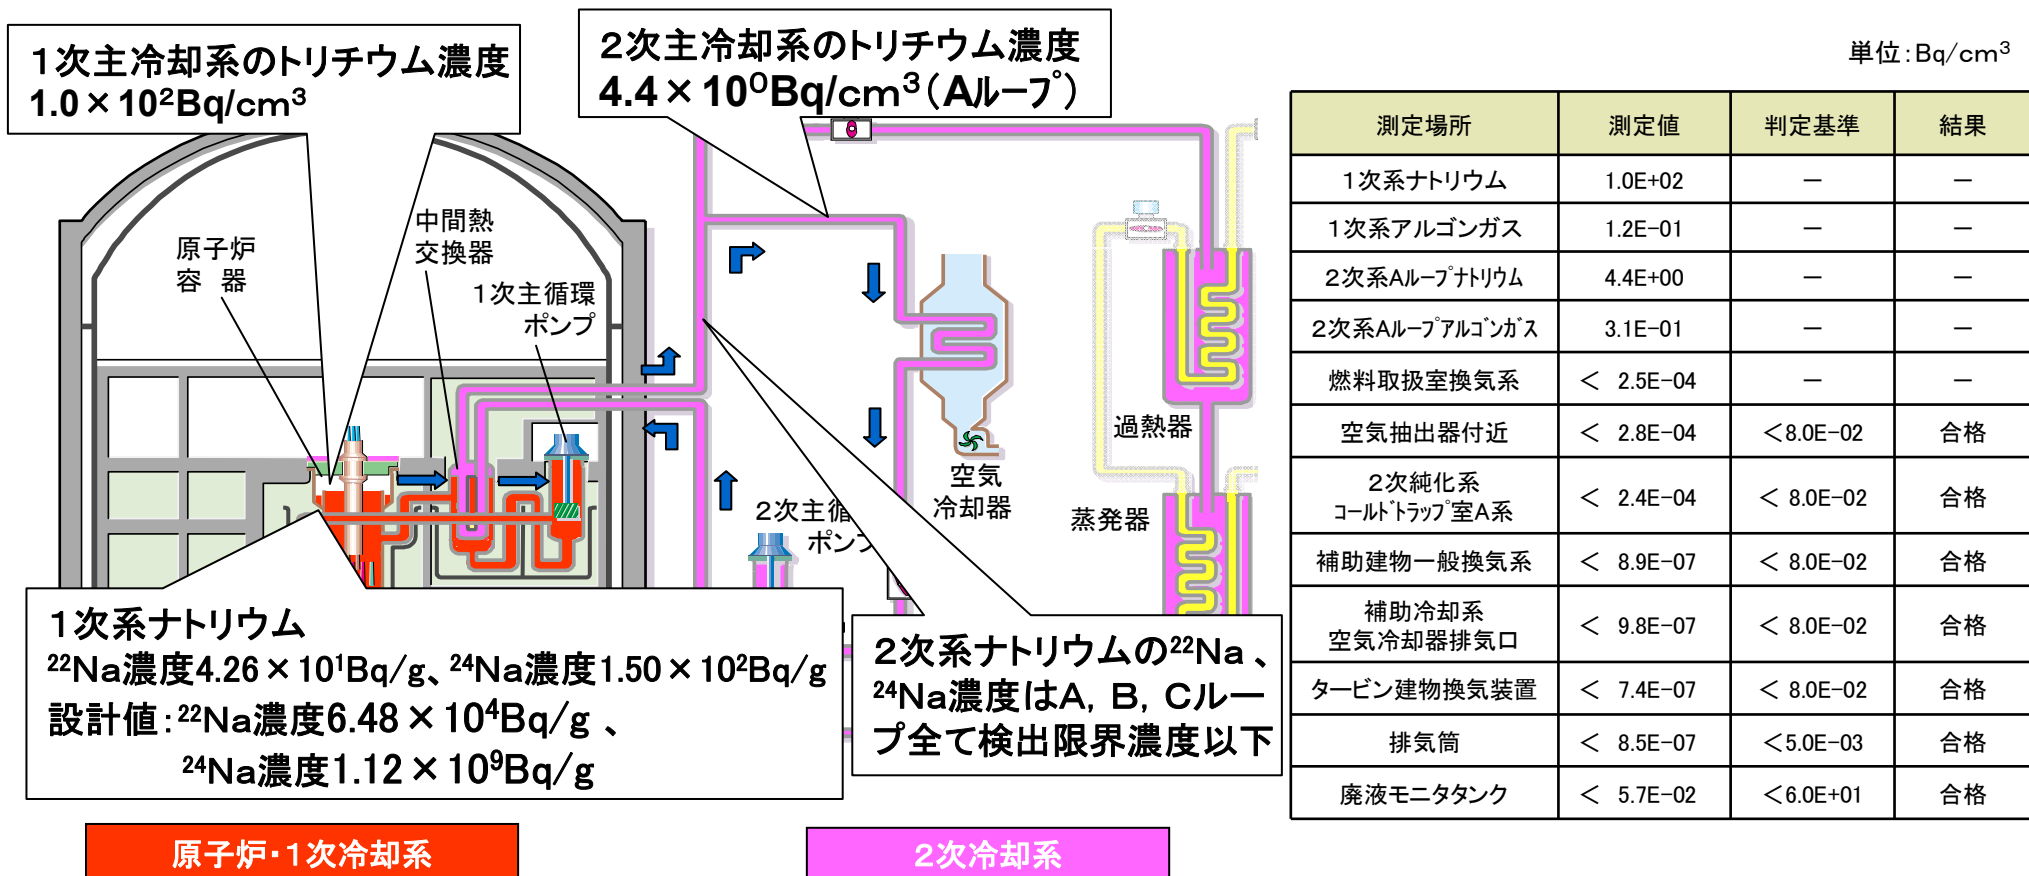 1次主冷却系のトリチウム濃度
1.0×10²Bq/cm³
2次主冷却系のトリチウム濃度
4.4×10⁰Bq/cm³(Aループ)
原子炉
容 器
中間熱
交換器
1次主循環
ポンプ
空気
冷却器
2次主循
ポンプ
過熱器
蒸発器
1次系ナトリウム
²²Na濃度4.26×10¹Bq/g、²⁴Na濃度1.50×10²Bq/g
設計値:²²Na濃度6.48×10⁴Bq/g 、
²⁴Na濃度1.12×10⁹Bq/g
2次系ナトリウムの²²Na 、
²⁴Na濃度はA, B, Cルー
プ全て検出限界濃度以下
原子炉・1次冷却系
2次冷却系
単位:Bq/cm³
測定場所 測定値 判定基準 結果
1次系ナトリウム 1.0E+02 － －
1次系アルゴンガス 1.2E-01 － －
2次系Aループナトリウム 4.4E+00 － －
2次系Aループアルゴンガス 3.1E-01 － －
燃料取扱室換気系 < 2.5E-04 － －
空気抽出器付近 < 2.8E-04 <8.0E-02 合格
2次純化系
コールドトラップ室A系 < 2.4E-04 < 8.0E-02 合格
補助建物一般換気系 < 8.9E-07 < 8.0E-02 合格
補助冷却系
空気冷却器排気口 < 9.8E-07 < 8.0E-02 合格
タービン建物換気装置 < 7.4E-07 < 8.0E-02 合格
排気筒 < 8.5E-07 <5.0E-03 合格
廃液モニタタンク < 5.7E-02 <6.0E+01 合格